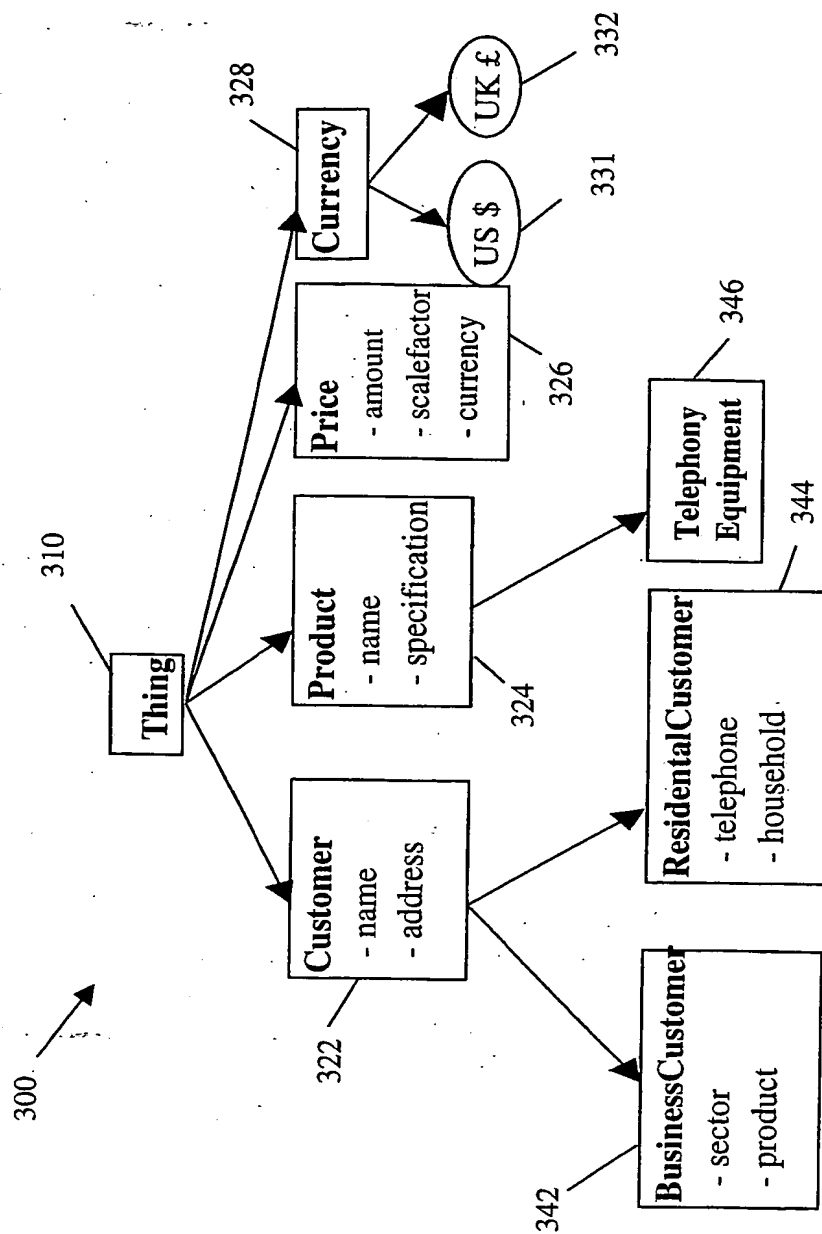 300
310
Thing
322
Customer
- name
- address
Product
- name
- specification
324
Price
- amount
- scalefactor
- currency
326
328
Currency
US $
331
UK £
332
342
BusinessCustomer
- sector
- product
ResidentalCustomer
- telephone
- household
344
Telephony
Equipment
346